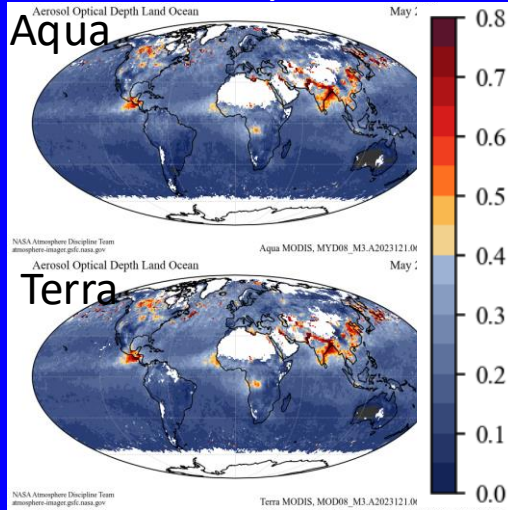 Aerosol Optical Depth Land Ocean May
Aqua
NASA Atmosphere Discipline Team
atmosphere-imager.gsfc.nasa.gov
Aqua MODIS, MYD08_M3.A2023121.0
Aerosol Optical Depth Land Ocean May
Terra
NASA Atmosphere Discipline Team
atmosphere-imager.gsfc.nasa.gov
Terra MODIS, MOD08_M3.A2023121.0
0.8
0.7
0.6
0.5
0.4
0.3
0.2
0.1
0.0